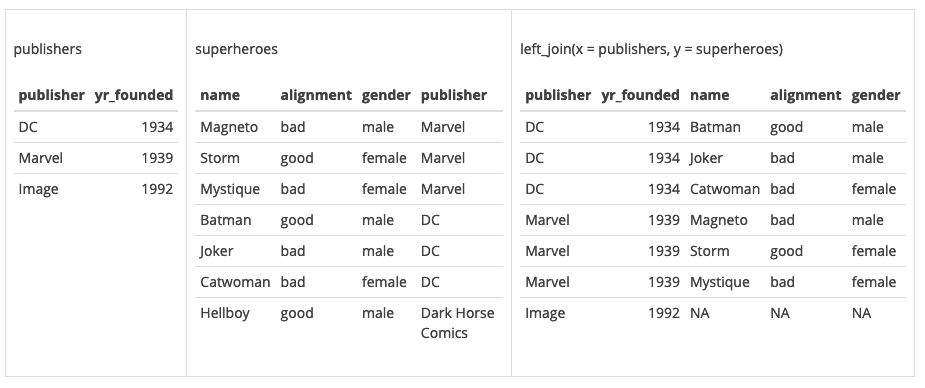 publishers
publisher yr_founded
DC 1934
Marvel 1939
Image 1992
superheroes
name alignment gender publisher
Magneto bad male Marvel
Storm good female Marvel
Mystique bad female Marvel
Batman good male DC
Joker bad male DC
Catwoman bad female DC
Hellboy good male Dark Horse
Comics
left_join(x = publishers, y = superheroes)
publisher yr_founded name alignment gender
DC 1934 Batman good male
DC 1934 Joker bad male
DC 1934 Catwoman bad female
Marvel 1939 Magneto bad male
Marvel 1939 Storm good female
Marvel 1939 Mystique bad female
Image 1992 NA NA NA